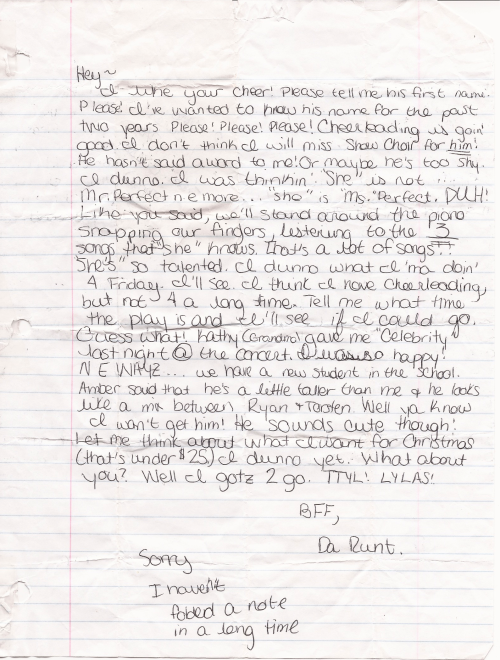 Hey~
I like your cheer! Please tell me his first name.
Please! I've wanted to know his name for the past
two years Please! Please! Please! Cheerleading is goin'
good. I don't think I will miss Show Choir for him!
He hasn't said aword to me! Or maybe he's too shy.
I dunno. I was thinkin'. "She" is not
Mr. Perfect n e more... "she" is "Ms." Perfect. DUH!
Like you said, we'll stand around the piano
snapping our fingers, listening to the 3
songs that "she" knows. That's a lot of songs!!
"She's" so talented. I dunno what I'ma doin'
4 Friday. I'll see. I think I have Cheerleading,
but not 4 a long time. Tell me what time
the play is and I'll see if I could go.
Guess what! Kathy gave me "Celebrity"
last night @ the concert. I was so happy!
N E WAYZ.... we have a new student in the school.
Amber said that he's a little taller than me & he looks
like a mix between Ryan & Torsten. Well ya know
I won't get him! He sounds cute though!
Let me think about what I want for Christmas
(that's under $25.) I dunno yet. What about
you? Well I gotz 2 go. TTYL! LYLAS!
BFF,
Da Runt.
Sorry
I haven't
folded a note
in a long time